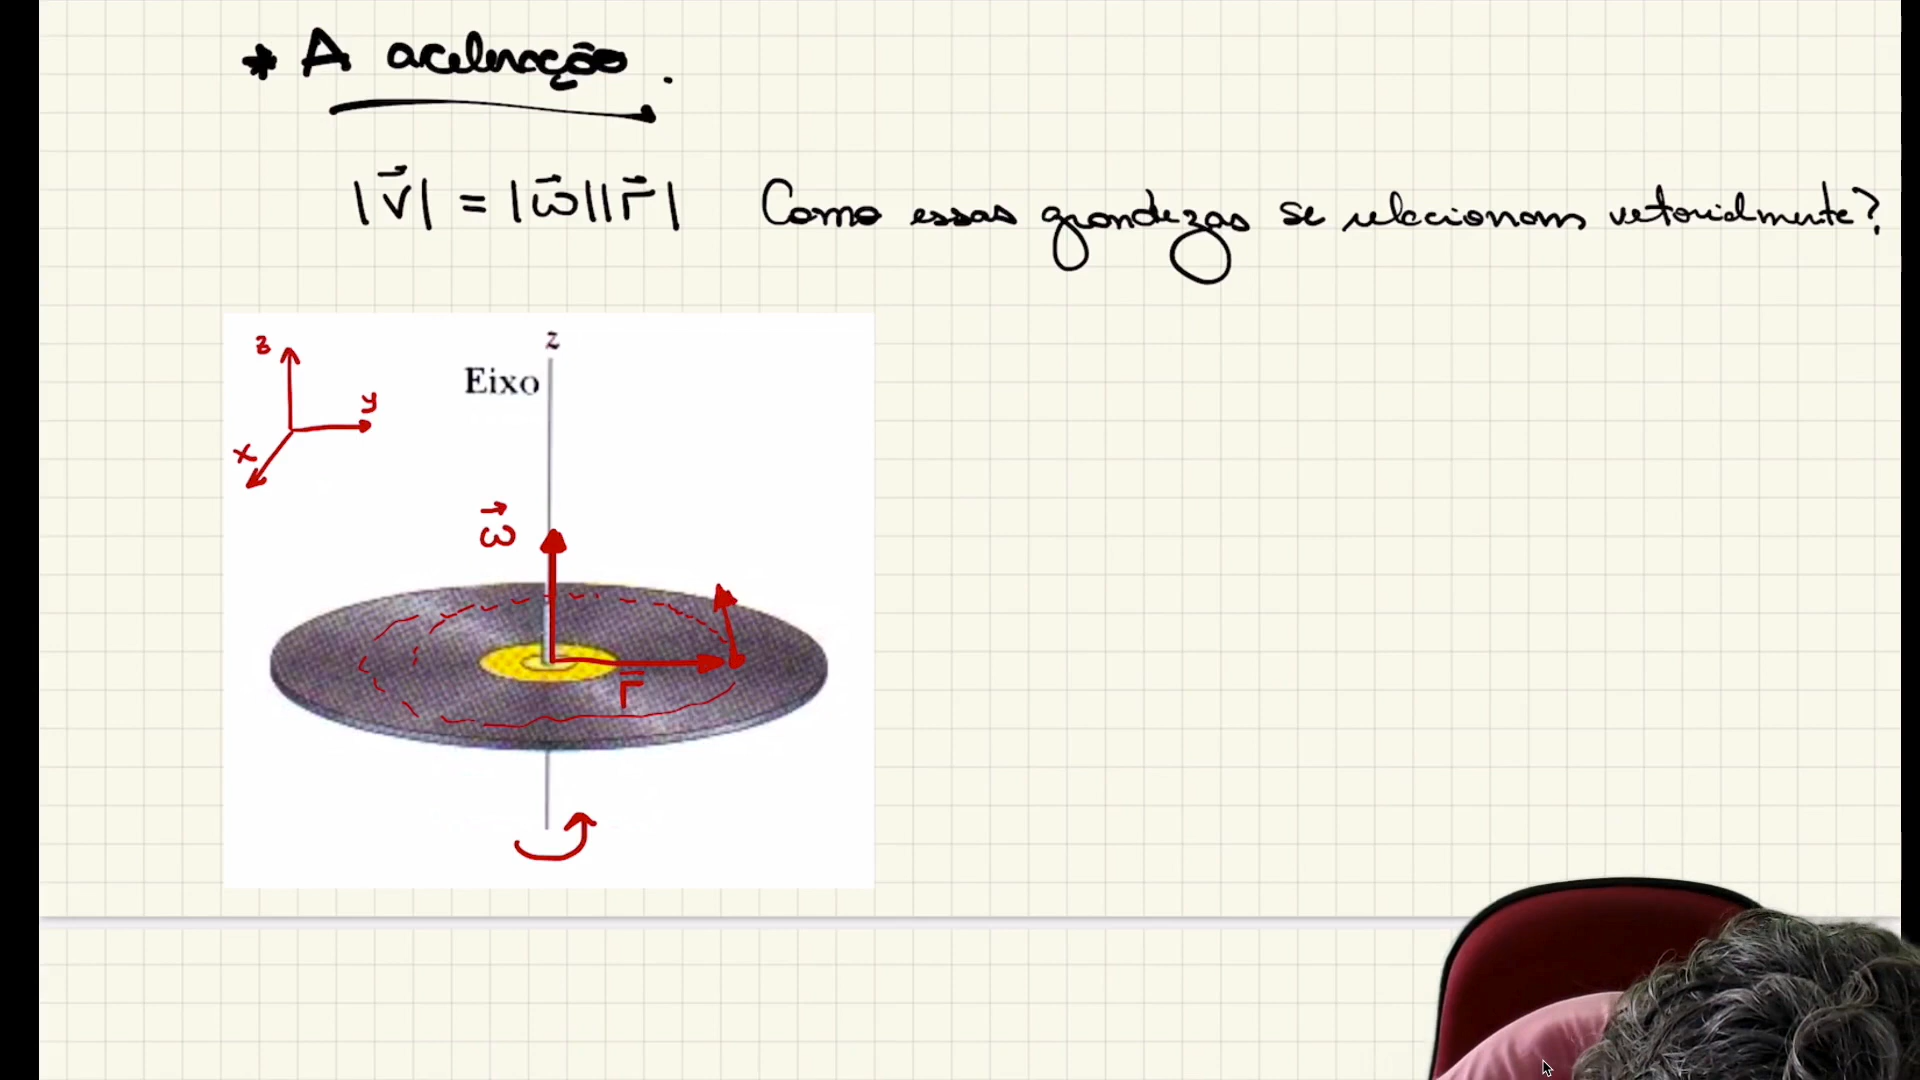 * A aceleração.
|v⃗| = |ω⃗||r⃗| Como essas grandezas se relacionam vetorialmente?
z
z
Eixo
y
x
ω⃗
r⃗